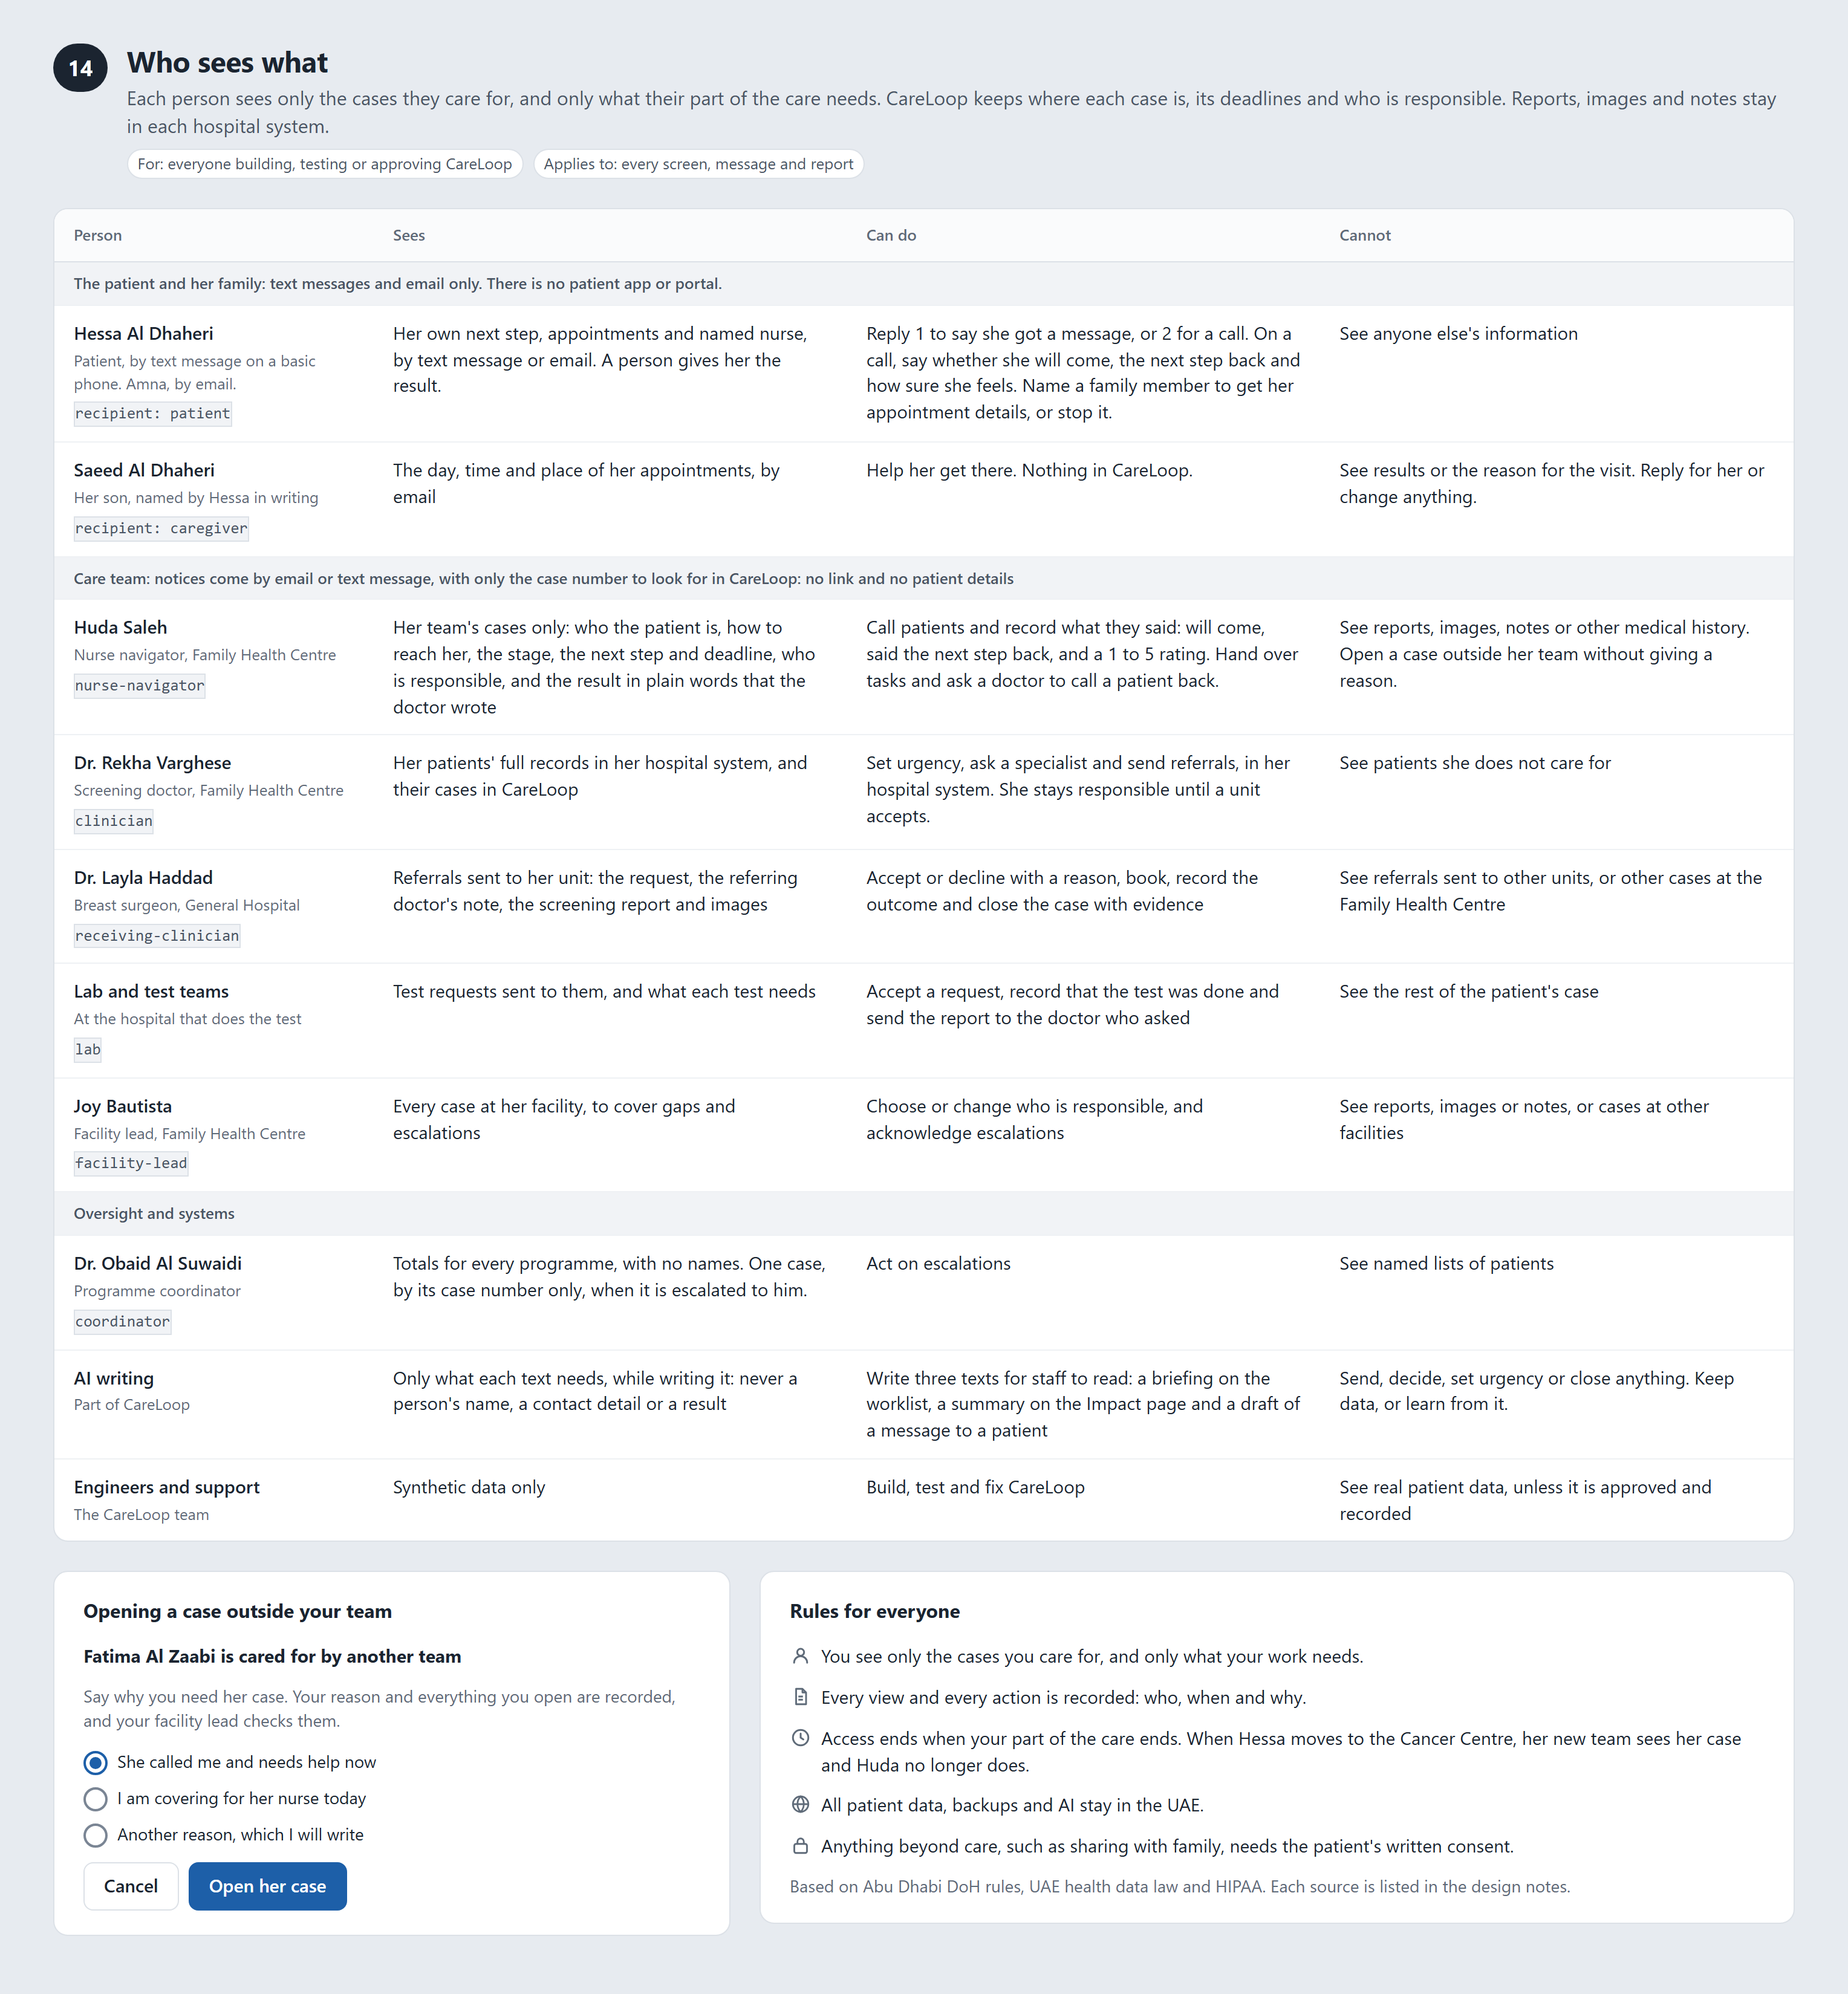 14
Who sees what
Each person sees only the cases they care for, and only what their part of the care needs. CareLoop keeps where each case is, its deadlines and who is responsible. Reports, images and notes stay
in each hospital system.
For: everyone building, testing or approving CareLoop
Applies to: every screen, message and report
Person
Sees
Can do
Cannot
The patient and her family: text messages and email only. There is no patient app or portal.
Hessa Al Dhaheri
Patient, by text message on a basic
phone. Amna, by email.
recipient: patient
Her own next step, appointments and named nurse,
by text message or email. A person gives her the
result.
Reply 1 to say she got a message, or 2 for a call. On a
call, say whether she will come, the next step back and
how sure she feels. Name a family member to get her
appointment details, or stop it.
See anyone else's information
Saeed Al Dhaheri
Her son, named by Hessa in writing
recipient: caregiver
The day, time and place of her appointments, by
email
Help her get there. Nothing in CareLoop.
See results or the reason for the visit. Reply for her or
change anything.
Care team: notices come by email or text message, with only the case number to look for in CareLoop: no link and no patient details
Huda Saleh
Nurse navigator, Family Health Centre
nurse-navigator
Her team's cases only: who the patient is, how to
reach her, the stage, the next step and deadline, who
is responsible, and the result in plain words that the
doctor wrote
Call patients and record what they said: will come,
said the next step back, and a 1 to 5 rating. Hand over
tasks and ask a doctor to call a patient back.
See reports, images, notes or other medical history.
Open a case outside her team without giving a
reason.
Dr. Rekha Varghese
Screening doctor, Family Health Centre
clinician
Her patients' full records in her hospital system, and
their cases in CareLoop
Set urgency, ask a specialist and send referrals, in her
hospital system. She stays responsible until a unit
accepts.
See patients she does not care for
Dr. Layla Haddad
Breast surgeon, General Hospital
receiving-clinician
Referrals sent to her unit: the request, the referring
doctor's note, the screening report and images
Accept or decline with a reason, book, record the
outcome and close the case with evidence
See referrals sent to other units, or other cases at the
Family Health Centre
Lab and test teams
At the hospital that does the test
lab
Test requests sent to them, and what each test needs
Accept a request, record that the test was done and
send the report to the doctor who asked
See the rest of the patient's case
Joy Bautista
Facility lead, Family Health Centre
facility-lead
Every case at her facility, to cover gaps and
escalations
Choose or change who is responsible, and
acknowledge escalations
See reports, images or notes, or cases at other
facilities
Oversight and systems
Dr. Obaid Al Suwaidi
Programme coordinator
coordinator
Totals for every programme, with no names. One case,
by its case number only, when it is escalated to him.
Act on escalations
See named lists of patients
AI writing
Part of CareLoop
Only what each text needs, while writing it: never a
person's name, a contact detail or a result
Write three texts for staff to read: a briefing on the
worklist, a summary on the Impact page and a draft of
a message to a patient
Send, decide, set urgency or close anything. Keep
data, or learn from it.
Engineers and support
The CareLoop team
Synthetic data only
Build, test and fix CareLoop
See real patient data, unless it is approved and
recorded
Opening a case outside your team
Fatima Al Zaabi is cared for by another team
Say why you need her case. Your reason and everything you open are recorded,
and your facility lead checks them.
She called me and needs help now
I am covering for her nurse today
Another reason, which I will write
Cancel
Open her case
Rules for everyone
You see only the cases you care for, and only what your work needs.
Every view and every action is recorded: who, when and why.
Access ends when your part of the care ends. When Hessa moves to the Cancer Centre, her new team sees her case
and Huda no longer does.
All patient data, backups and AI stay in the UAE.
Anything beyond care, such as sharing with family, needs the patient's written consent.
Based on Abu Dhabi DoH rules, UAE health data law and HIPAA. Each source is listed in the design notes.